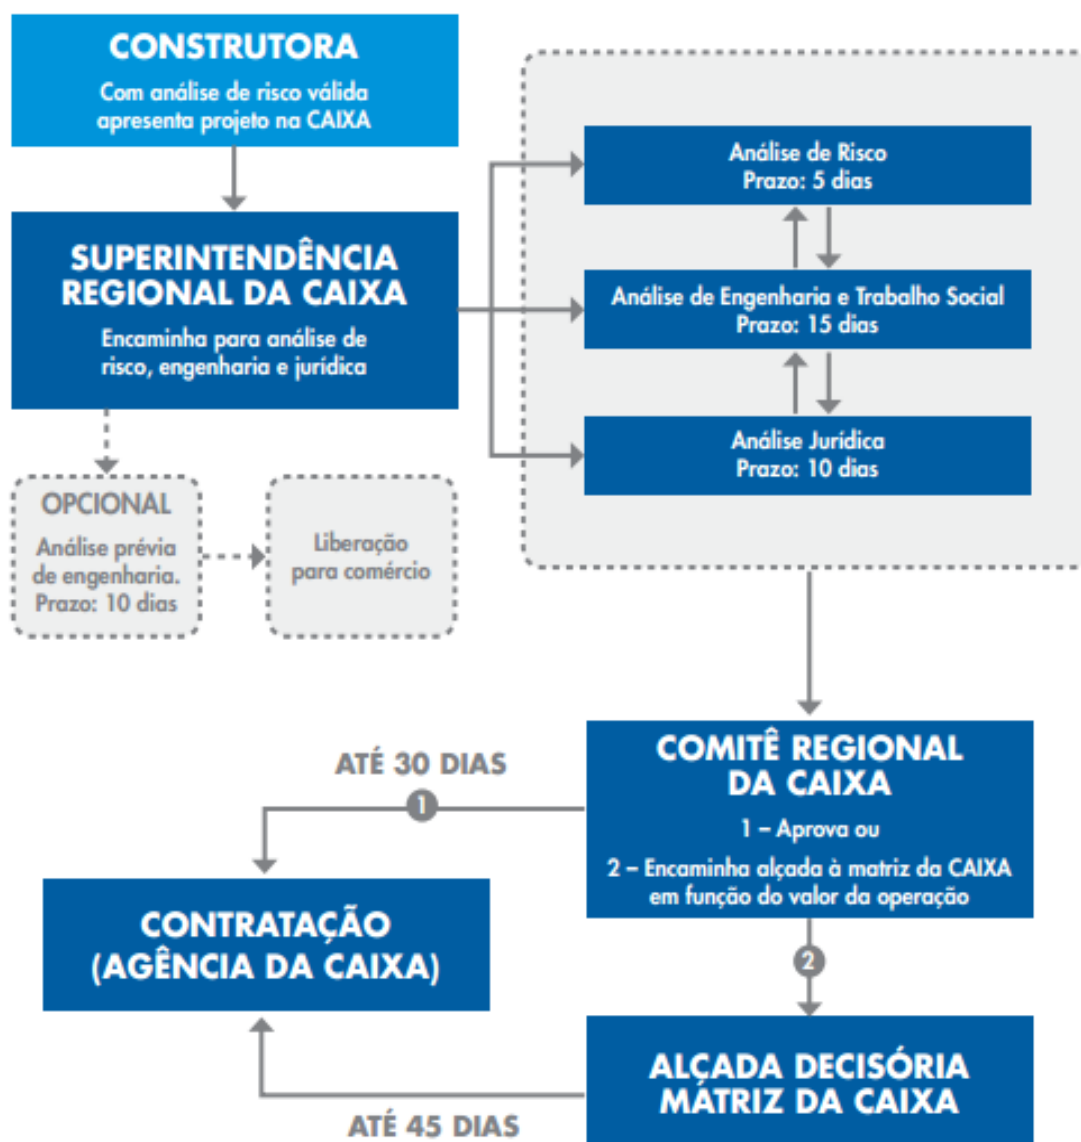 CONSTRUTORA
Com análise de risco válida
apresenta projeto na CAIXA
SUPERINTENDÊNCIA
REGIONAL DA CAIXA
Encaminha para análise de
risco, engenharia e jurídica
OPCIONAL
Análise prévia
de engenharia.
Prazo: 10 dias
Liberação
para comércio
Análise de Risco
Prazo: 5 dias
Análise de Engenharia e Trabalho Social
Prazo: 15 dias
Análise Jurídica
Prazo: 10 dias
COMITÊ REGIONAL
DA CAIXA
1 – Aprova ou
2 – Encaminha alçada à matriz da CAIXA
em função do valor da operação
ATÉ 30 DIAS
1
CONTRATAÇÃO
(AGÊNCIA DA CAIXA)
2
ALÇADA DECISÓRIA
MATRIZ DA CAIXA
ATÉ 45 DIAS